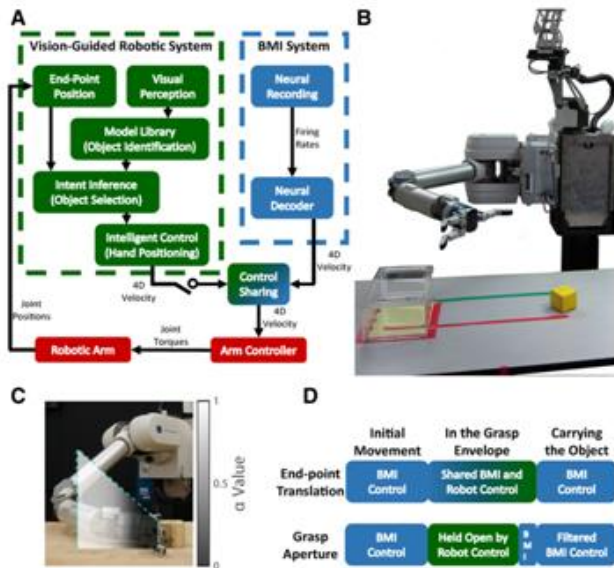 A
Vision-Guided Robotic System
BMI System
End-Point
Position
Visual
Perception
Neural
Recording
Model Library
(Object Identification)
Firing
Rates
Intent Inference
(Object Selection)
Neural
Decoder
Intelligent Control
(Hand Positioning)
4D
Velocity
4D
Velocity
Control
Sharing
Joint
Positions
4D
Velocity
Joint
Torques
Robotic Arm
Arm Controller
B
C
1
0.5
0
α Value
D
Initial
Movement
In the Grasp
Envelope
Carrying
the Object
End-point
Translation
BMI
Control
Shared BMI and
Robot Control
BMI
Control
Grasp
Aperture
BMI
Control
Held Open by
Robot Control
B
M
I
Filtered
BMI Control